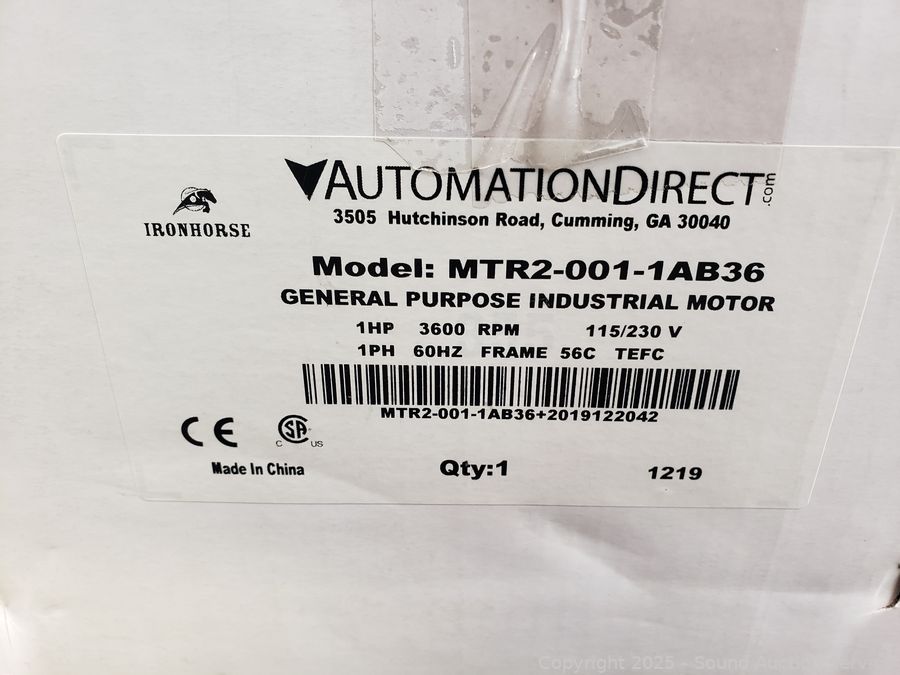 AUTOMATIONDIRECT.com
3505 Hutchinson Road, Cumming, GA 30040
IRONHORSE
Model: MTR2-001-1AB36
GENERAL PURPOSE INDUSTRIAL MOTOR
1HP 3600 RPM 115/230 V
1PH 60HZ FRAME 56C TEFC
MTR2-001-1AB36+2019122042
CE
C SA US
Made In China Qty:1 1219
Copyright 2025 - Sound Auction Service